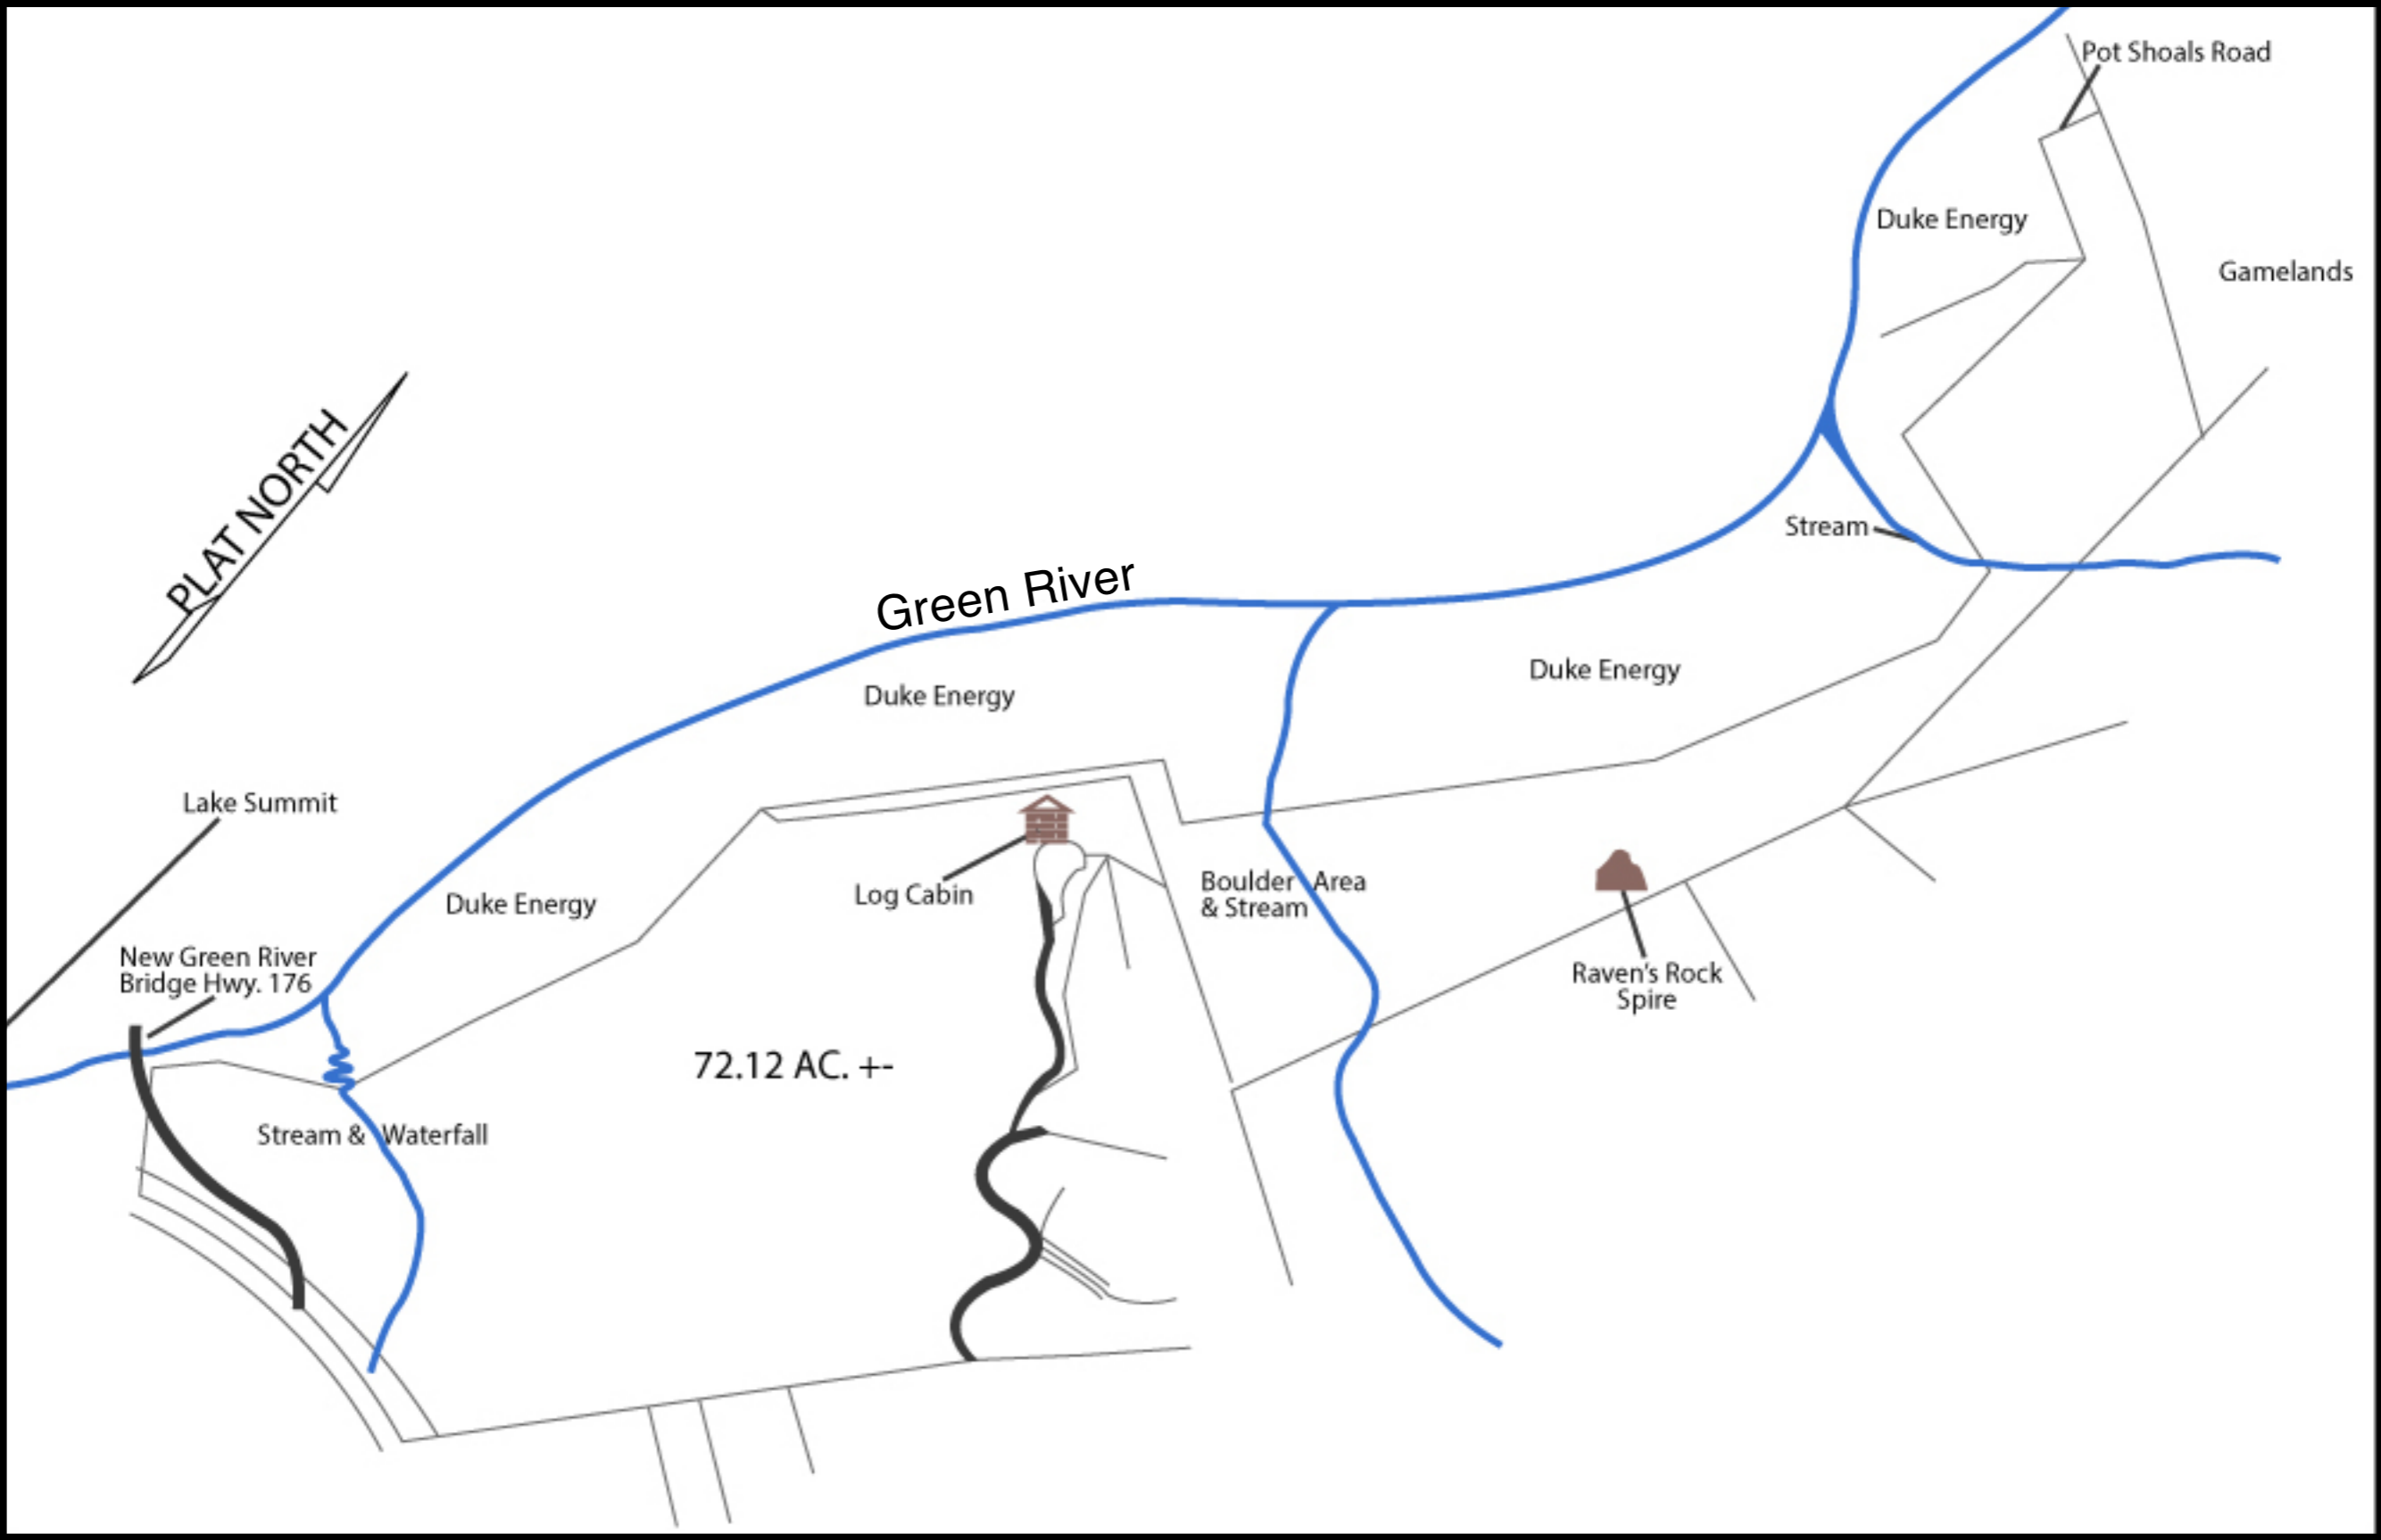 Pot Shoals Road
Duke Energy
Gamelands
PLAT NORTH
Stream
Green River
Duke Energy
Duke Energy
Lake Summit
Log Cabin
Boulder Area
& Stream
Duke Energy
New Green River
Bridge Hwy. 176
Raven's Rock
Spire
72.12 AC. +-
Stream & Waterfall